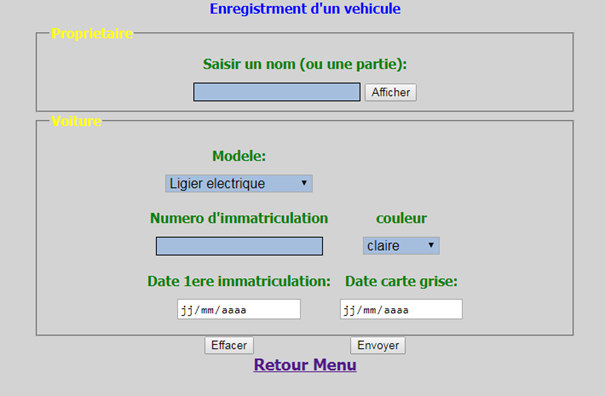 Enregistrment d'un vehicule
Proprietaire
Saisir un nom (ou une partie):
Afficher
Voiture
Modele:
Ligier electrique
Numero d'immatriculation couleur
claire
Date 1ere immatriculation: Date carte grise:
jj/mm/aaaa jj/mm/aaaa
Effacer Envoyer
Retour Menu